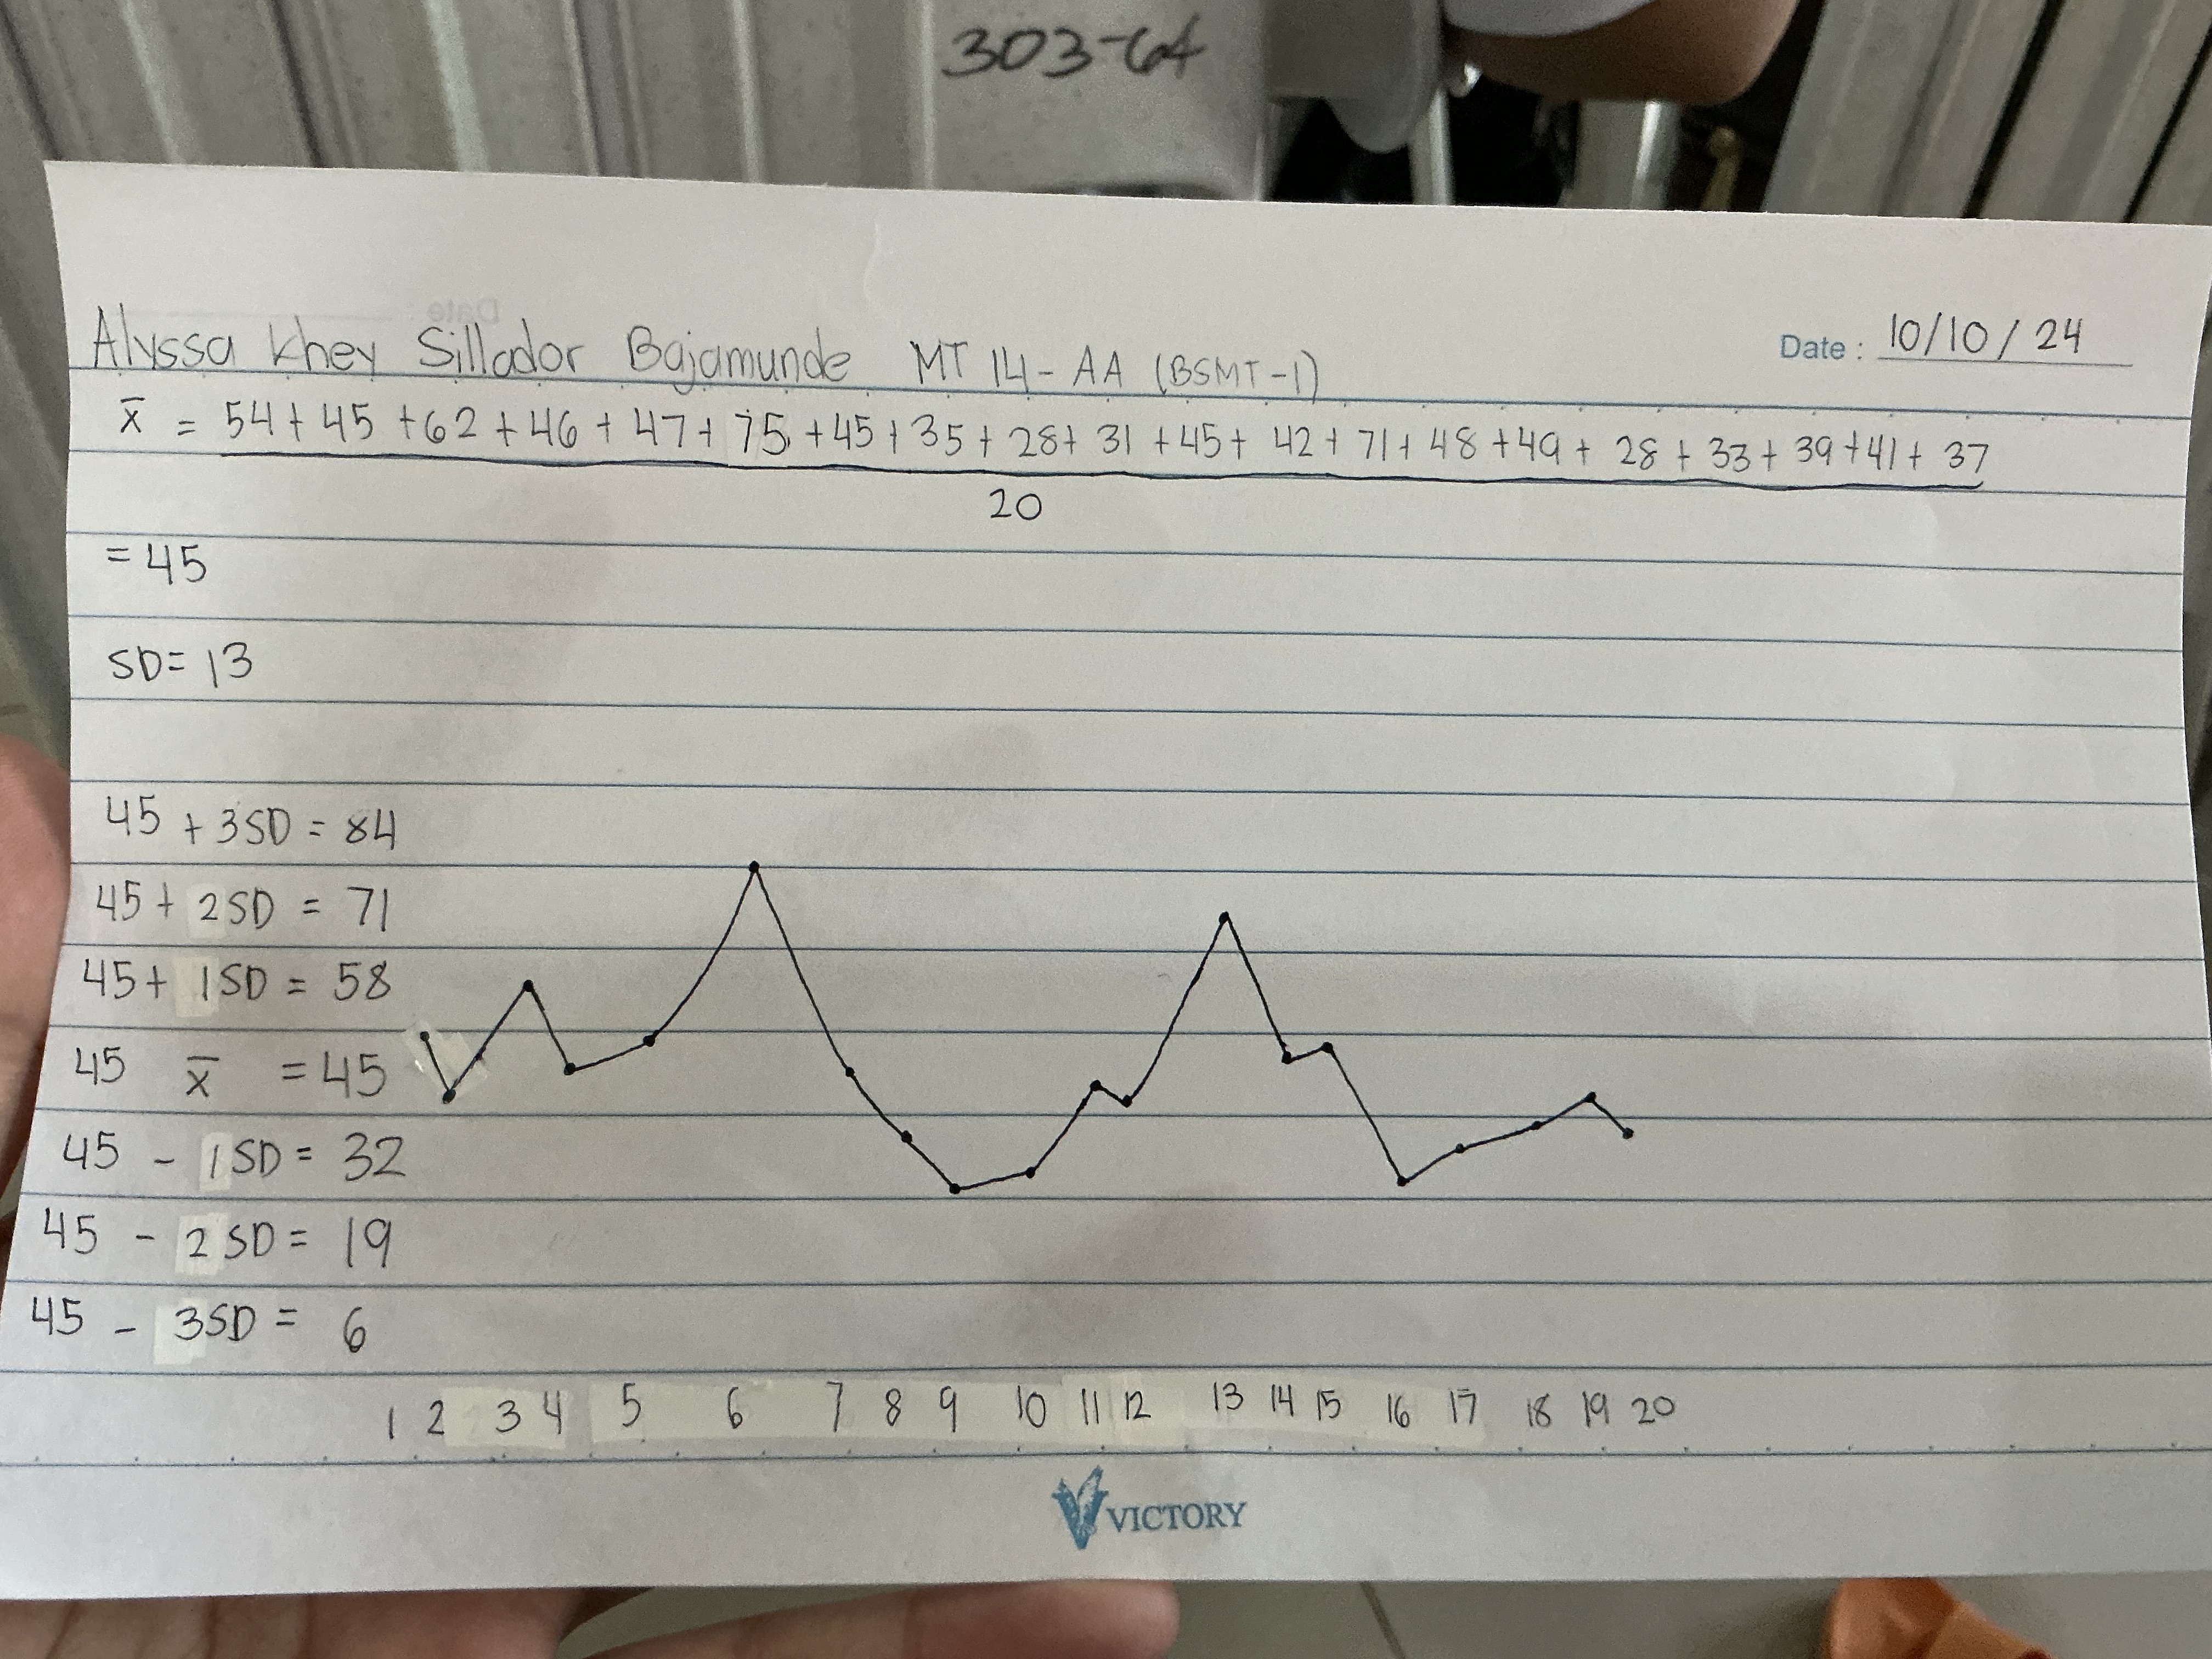 303-64
Alyssa Khey Sillador Bajamunde MT 14-AA (BSMT-1)
Date: 10/10/24
x̄ = 54+45+62+46+47+75+45+35+28+31+45+42+71+48+49+28+33+39+41+37
20
= 45
SD= 13
45 + 3SD = 84
45+ 2SD = 71
45+ 1SD = 58
45 x̄ = 45
45 - 1SD = 32
45 - 2SD = 19
45 - 3SD = 6
1 2 3 4 5 6 7 8 9 10 11 12 13 14 15 16 17 18 19 20
VICTORY